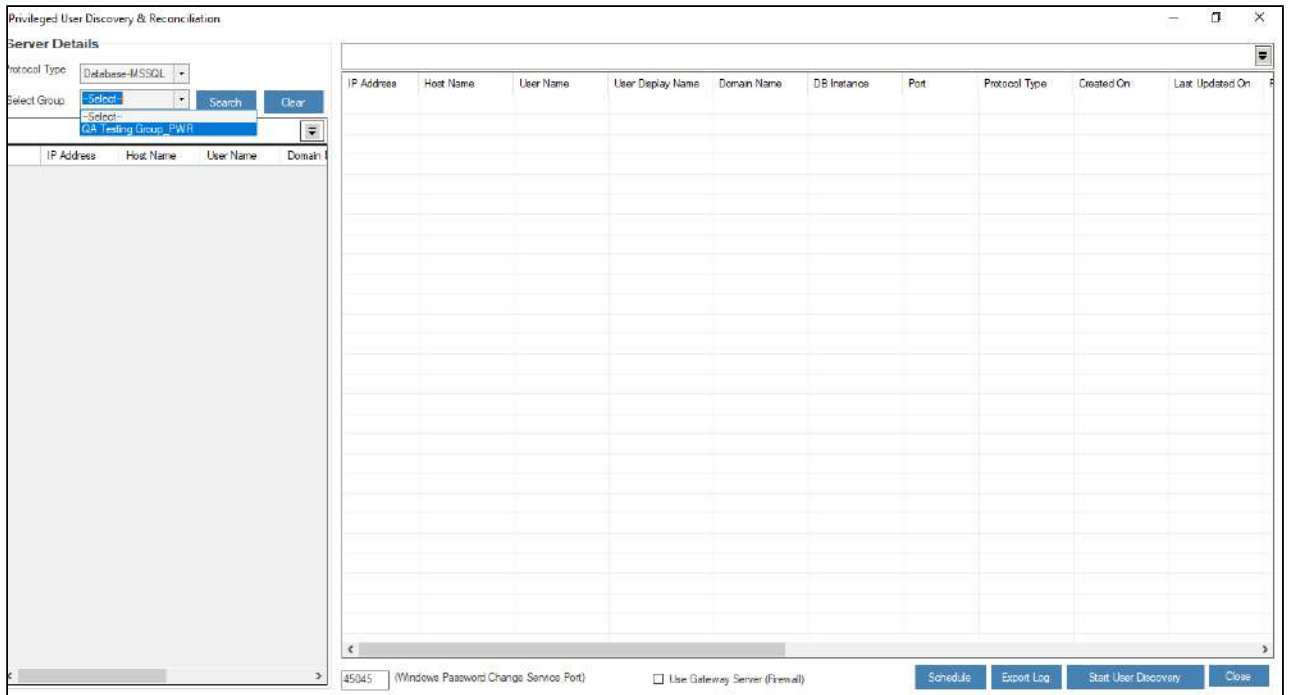 Privileged User Discovery & Reconciliation
Server Details
Protocol Type Database-MSSQL
Select Group --Select-- Search Clear
--Select--
QA Testing Group_PWR
IP Address Host Name User Name Domain
IP Address Host Name User Name User Display Name Domain Name DB Instance Port Protocol Type Created On Last Updated On
45045 (Windows Password Change Service Port) Use Gateway Server (Firewall) Schedule Export Log Start User Discovery Close